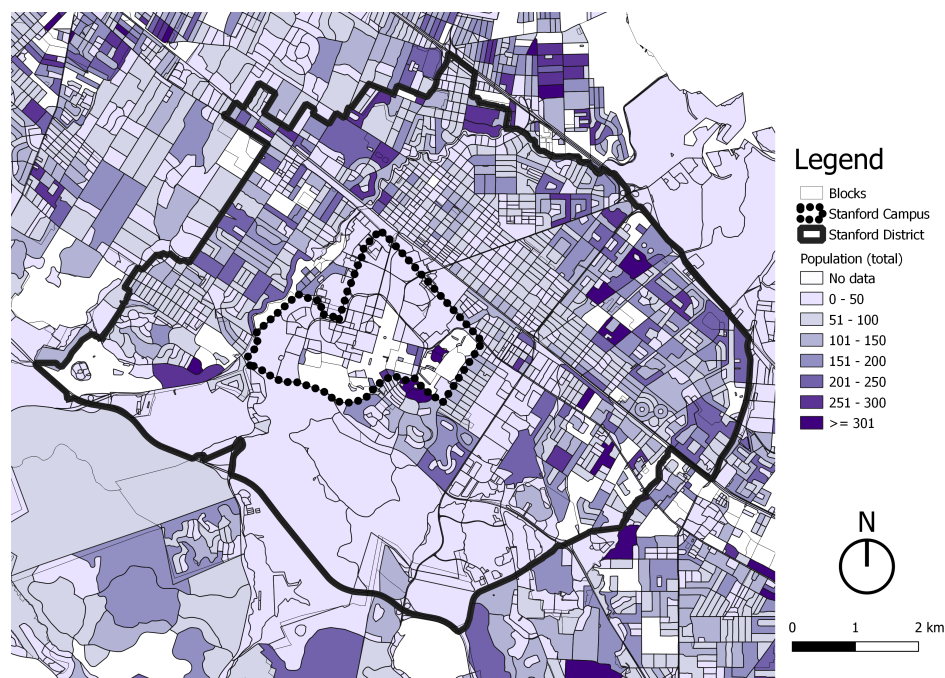 Legend
Blocks
Stanford Campus
Stanford District
Population (total)
No data
0 - 50
51 - 100
101 - 150
151 - 200
201 - 250
251 - 300
>= 301
N
0 1 2 km